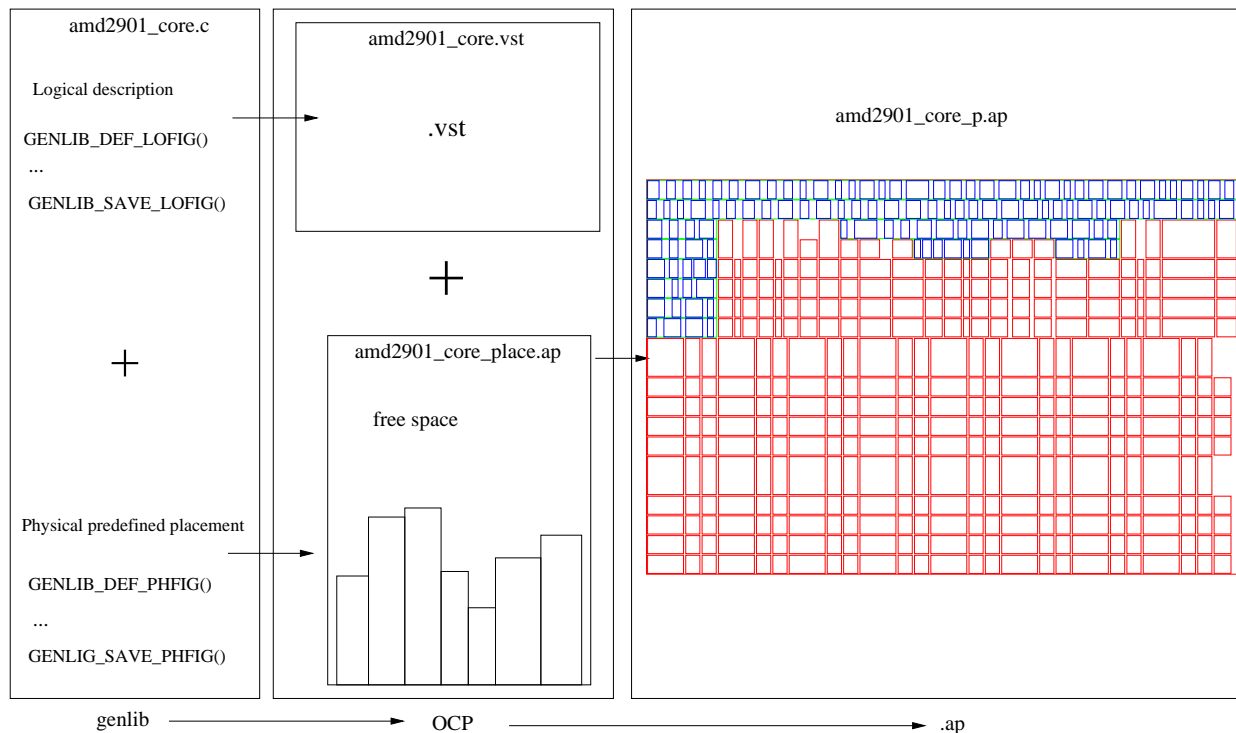 amd2901_core.c
Logical description
GENLIB_DEF_LOFIG()
...
GENLIB_SAVE_LOFIG()
Physical predefined placement
GENLIB_DEF_PHFIG()
...
GENLIG_SAVE_PHFIG()
amd2901_core.vst
.vst
amd2901_core_place.ap
free space
amd2901_core_p.ap
genlib
OCP
.ap